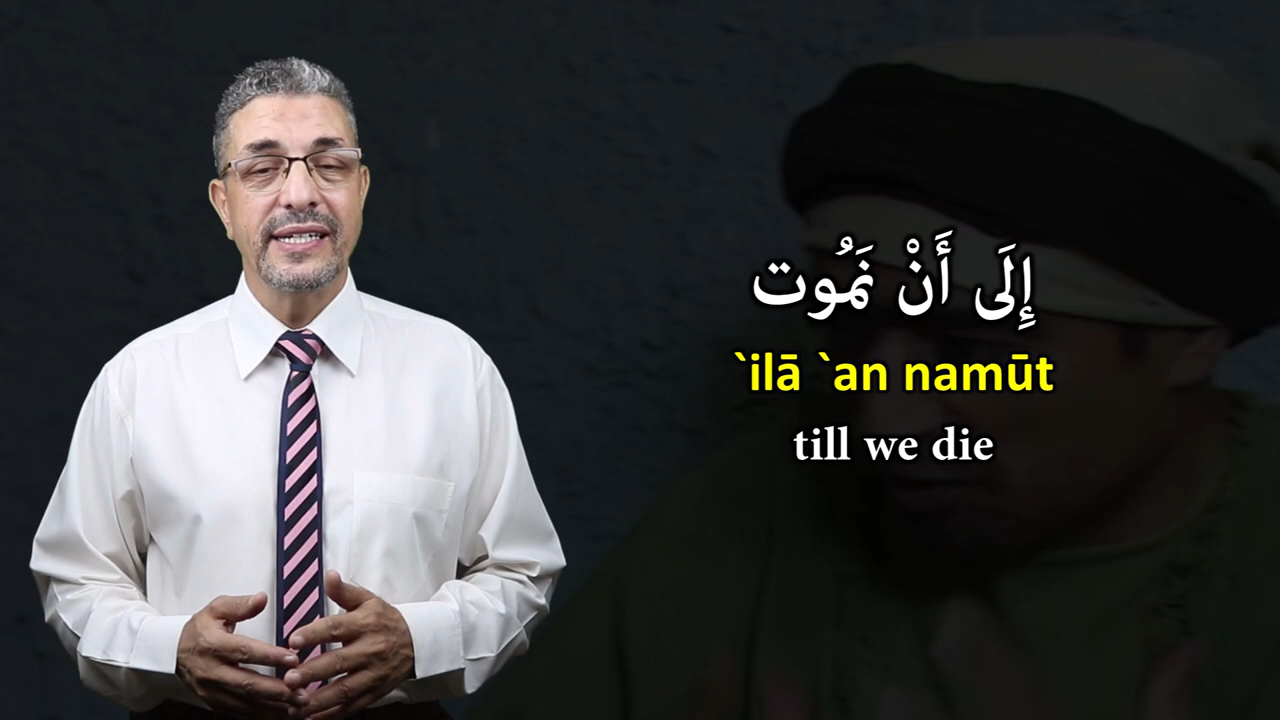 إِلَى أَنْ نَمُوت
`ilā `an namūt
till we die